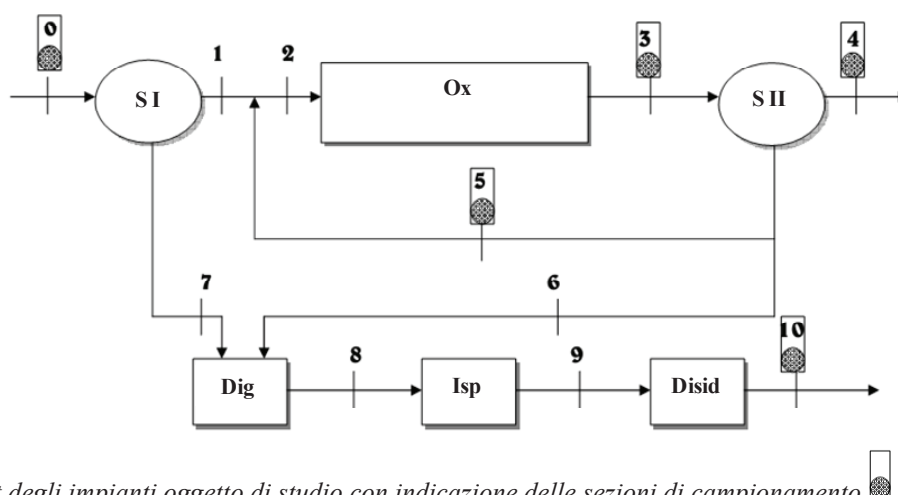 0
1
2
3
4
S I
Ox
S II
5
7
6
8
9
10
Dig
Isp
Disid
degli impianti oggetto di studio con indicazione delle sezioni di campionamento